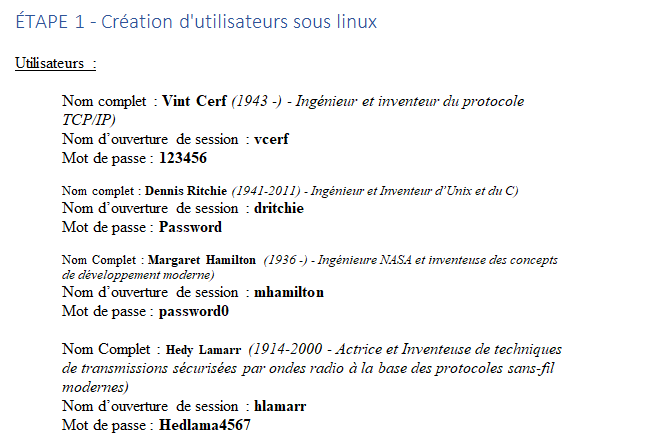 ÉTAPE 1 - Création d'utilisateurs sous linux
Utilisateurs :
Nom complet : Vint Cerf (1943 -) - Ingénieur et inventeur du protocole
TCP/IP)
Nom d’ouverture de session : vcerf
Mot de passe : 123456
Nom complet : Dennis Ritchie (1941-2011) - Ingénieur et Inventeur d’Unix et du C)
Nom d’ouverture de session : dritchie
Mot de passe : Password
Nom Complet : Margaret Hamilton (1936 -) - Ingénieure NASA et inventeuse des concepts
de développement moderne)
Nom d’ouverture de session : mhamilton
Mot de passe : password0
Nom Complet : Hedy Lamarr (1914-2000 - Actrice et Inventeuse de techniques
de transmissions sécurisées par ondes radio à la base des protocoles sans-fil
modernes)
Nom d’ouverture de session : hlamarr
Mot de passe : Hedlama4567